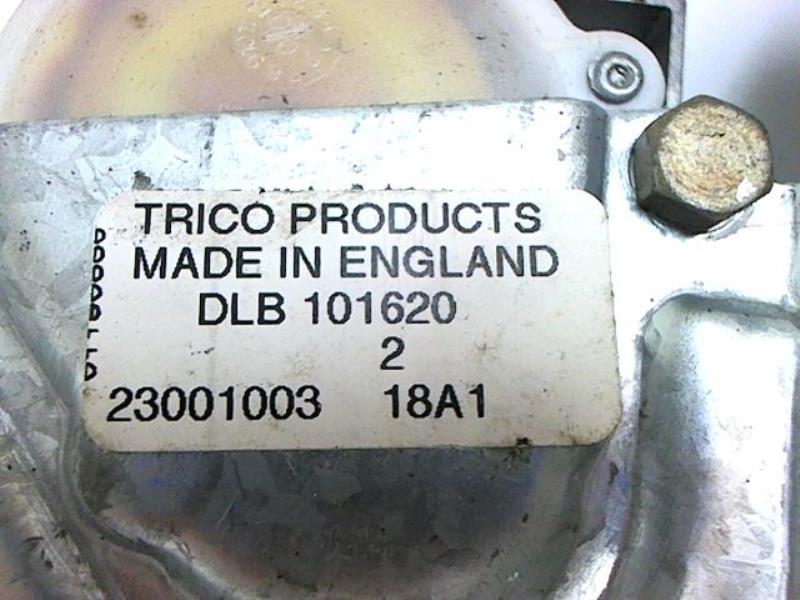 TRICO PRODUCTS
MADE IN ENGLAND
DLB 101620
2
23001003 18A1